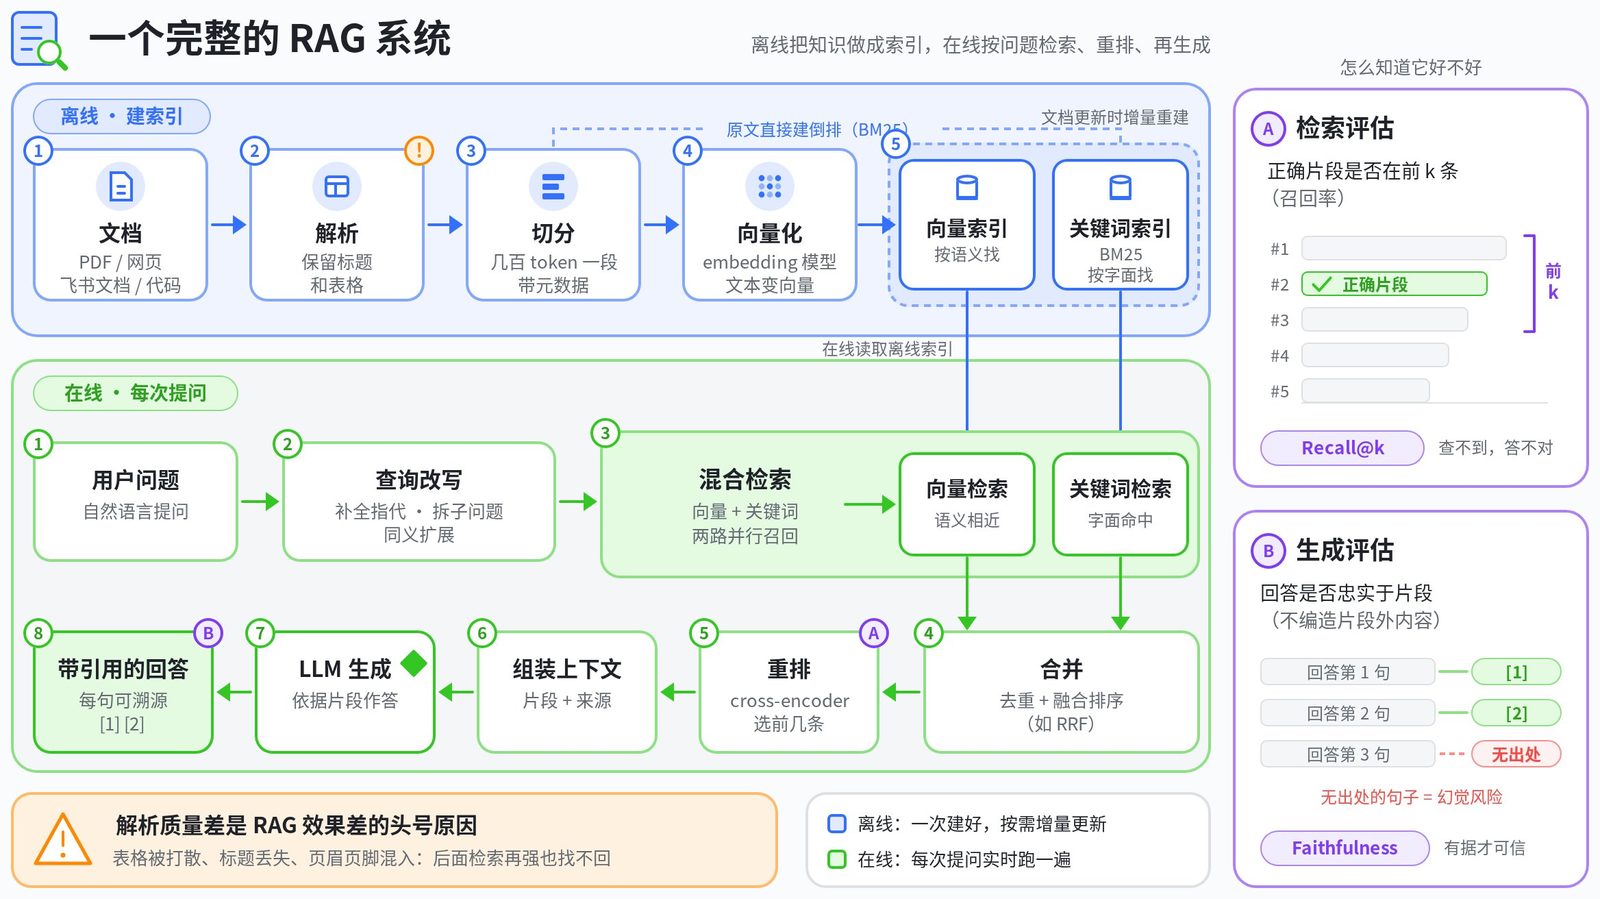 一个完整的 RAG 系统
离线把知识做成索引，在线按问题检索、重排、再生成
怎么知道它好不好
离线 · 建索引
原文直接建倒排（BM25）
文档更新时增量重建
1
文档
PDF / 网页
飞书文档 / 代码
2
!
解析
保留标题
和表格
3
切分
几百 token 一段
带元数据
4
向量化
embedding 模型
文本变向量
5
向量索引
按语义找
关键词索引
BM25
按字面找
在线读取离线索引
在线 · 每次提问
1
用户问题
自然语言提问
2
查询改写
补全指代 · 拆子问题
同义扩展
3
混合检索
向量 + 关键词
两路并行召回
向量检索
语义相近
关键词检索
字面命中
4
合并
去重 + 融合排序
（如 RRF）
5
A
重排
cross-encoder
选前几条
6
组装上下文
片段 + 来源
7
LLM 生成
依据片段作答
8
B
带引用的回答
每句可溯源
[1] [2]
解析质量差是 RAG 效果差的头号原因
表格被打散、标题丢失、页眉页脚混入：后面检索再强也找不回
离线：一次建好，按需增量更新
在线：每次提问实时跑一遍
A 检索评估
正确片段是否在前 k 条
（召回率）
#1
#2 正确片段
#3
#4
#5
前
k
Recall@k 查不到，答不对
B 生成评估
回答是否忠实于片段
（不编造片段外内容）
回答第 1 句 [1]
回答第 2 句 [2]
回答第 3 句 无出处
无出处的句子 = 幻觉风险
Faithfulness 有据才可信